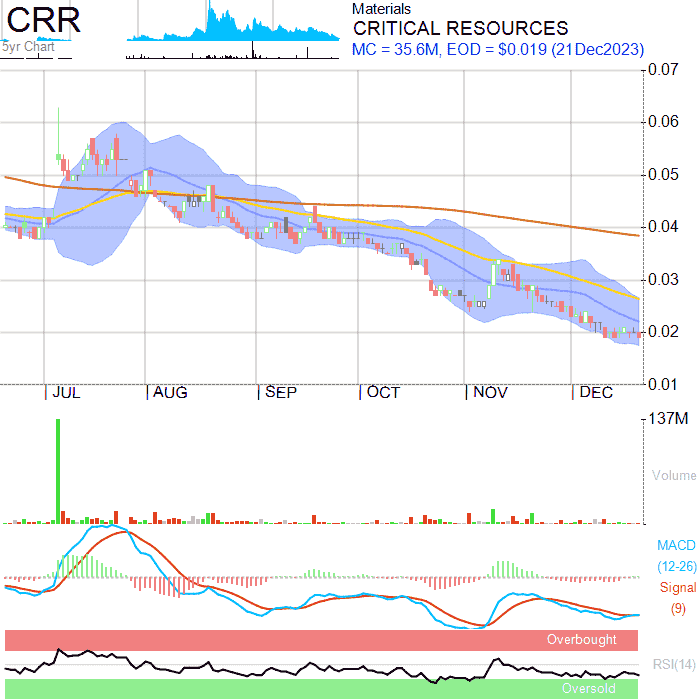 CRR
5yr Chart
Materials
CRITICAL RESOURCES
MC = 35.6M, EOD = $0.019 (21Dec2023)
0.07
0.06
0.05
0.04
0.03
0.02
0.01
JUL AUG SEP OCT NOV DEC
137M
Volume
MACD
(12-26)
Signal
(9)
Overbought
RSI(14)
Oversold